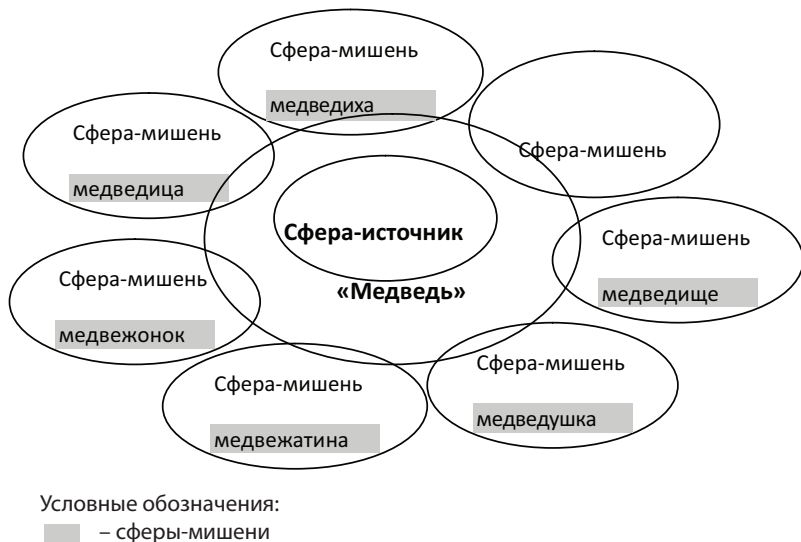 Сфера-мишень
медведиха
Сфера-мишень
медведица
Сфера-мишень
Сфера-источник
«Медведь»
Сфера-мишень
медведище
Сфера-мишень
медвежонок
Сфера-мишень
медвежатина
Сфера-мишень
медведушка
Условные обозначения:
– сферы-мишени